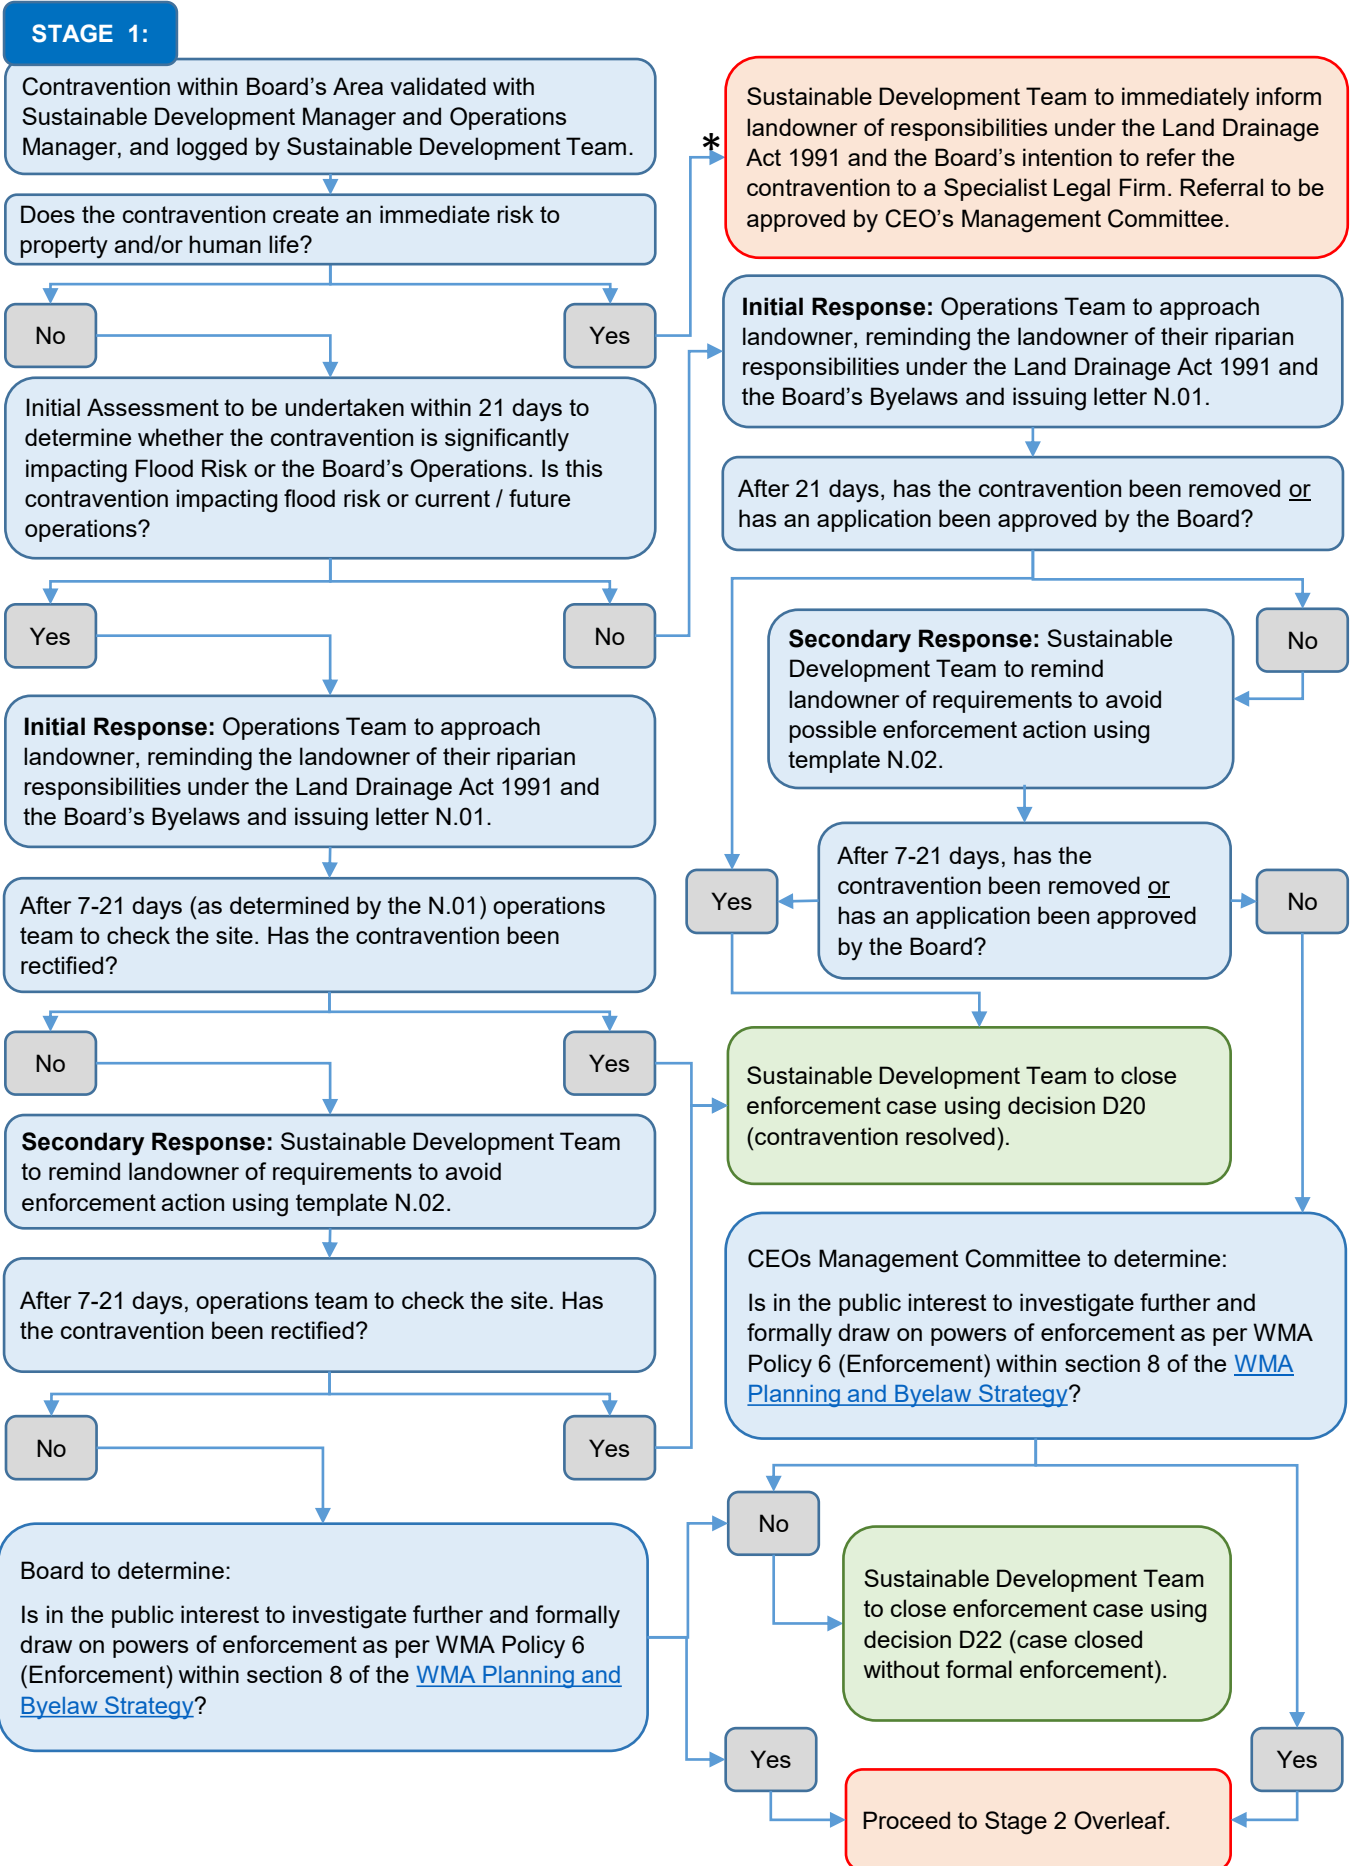 STAGE 1:
Contravention within Board's Area validated with
Sustainable Development Manager and Operations
Manager, and logged by Sustainable Development Team.
Does the contravention create an immediate risk to
property and/or human life?
No
Yes
*
Sustainable Development Team to immediately inform
landowner of responsibilities under the Land Drainage
Act 1991 and the Board's intention to refer the
contravention to a Specialist Legal Firm. Referral to be
approved by CEO's Management Committee.
Initial Assessment to be undertaken within 21 days to
determine whether the contravention is significantly
impacting Flood Risk or the Board's Operations. Is this
contravention impacting flood risk or current / future
operations?
Yes
No
Initial Response: Operations Team to approach
landowner, reminding the landowner of their riparian
responsibilities under the Land Drainage Act 1991 and
the Board's Byelaws and issuing letter N.01.
After 7-21 days (as determined by the N.01) operations
team to check the site. Has the contravention been
rectified?
No
Yes
Secondary Response: Sustainable Development Team
to remind landowner of requirements to avoid
enforcement action using template N.02.
After 7-21 days, operations team to check the site. Has
the contravention been rectified?
No
Yes
Board to determine:
Is in the public interest to investigate further and formally
draw on powers of enforcement as per WMA Policy 6
(Enforcement) within section 8 of the WMA Planning and
Byelaw Strategy?
Initial Response: Operations Team to approach
landowner, reminding the landowner of their riparian
responsibilities under the Land Drainage Act 1991 and
the Board's Byelaws and issuing letter N.01.
After 21 days, has the contravention been removed or
has an application been approved by the Board?
No
Secondary Response: Sustainable
Development Team to remind
landowner of requirements to avoid
possible enforcement action using
template N.02.
After 7-21 days, has the
contravention been removed or
has an application been approved
by the Board?
Yes
No
Sustainable Development Team to close
enforcement case using decision D20
(contravention resolved).
CEOs Management Committee to determine:
Is in the public interest to investigate further and
formally draw on powers of enforcement as per WMA
Policy 6 (Enforcement) within section 8 of the WMA
Planning and Byelaw Strategy?
No
Sustainable Development Team
to close enforcement case using
decision D22 (case closed
without formal enforcement).
Yes
Yes
Proceed to Stage 2 Overleaf.